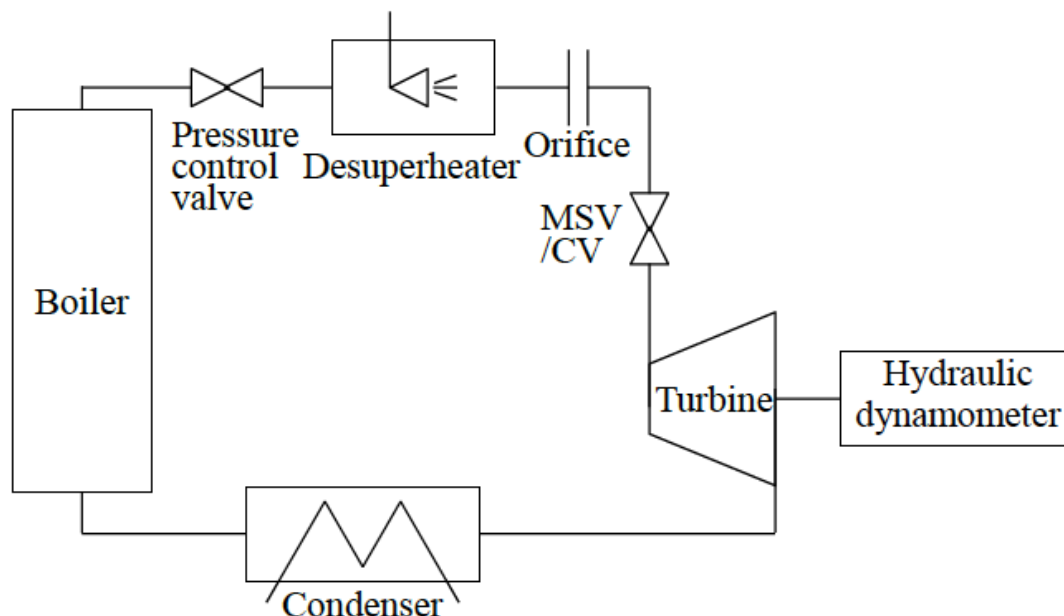 Pressure
control
valve
Desuperheater
Orifice
MSV
/CV
Boiler
Turbine
Hydraulic
dynamometer
Condenser